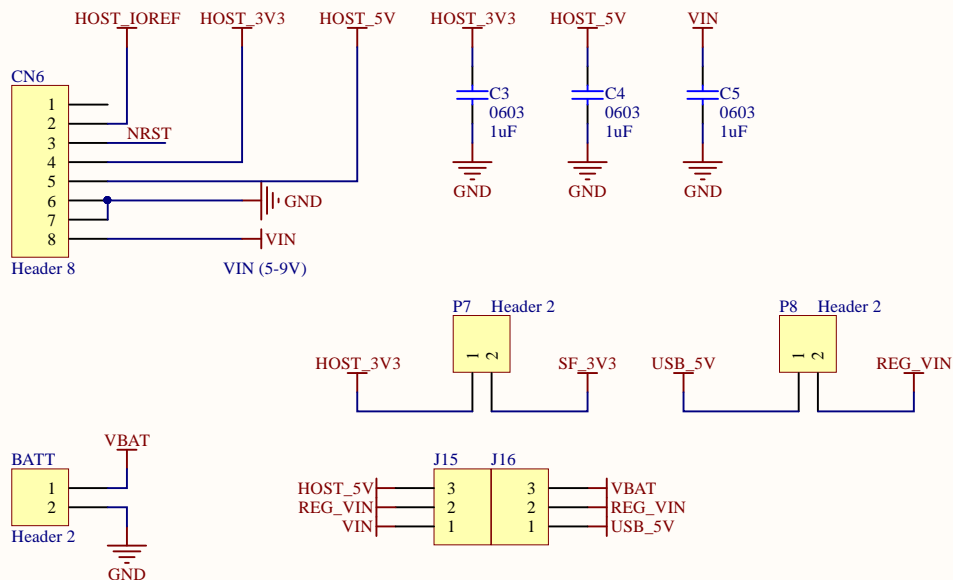 HOST_IOREF HOST_3V3 HOST_5V HOST_3V3 HOST_5V VIN
CN6
1
2
3 NRST
4
5
6 GND
7
8 VIN
Header 8 VIN (5-9V)
C3 C4 C5
0603 0603 0603
1uF 1uF 1uF
GND GND GND
P7 Header 2 P8 Header 2
1 2 1 2
HOST_3V3 SF_3V3 USB_5V REG_VIN
VBAT
BATT
1
2
Header 2
GND
J15 J16
HOST_5V 3 3 VBAT
REG_VIN 2 2 REG_VIN
VIN 1 1 USB_5V